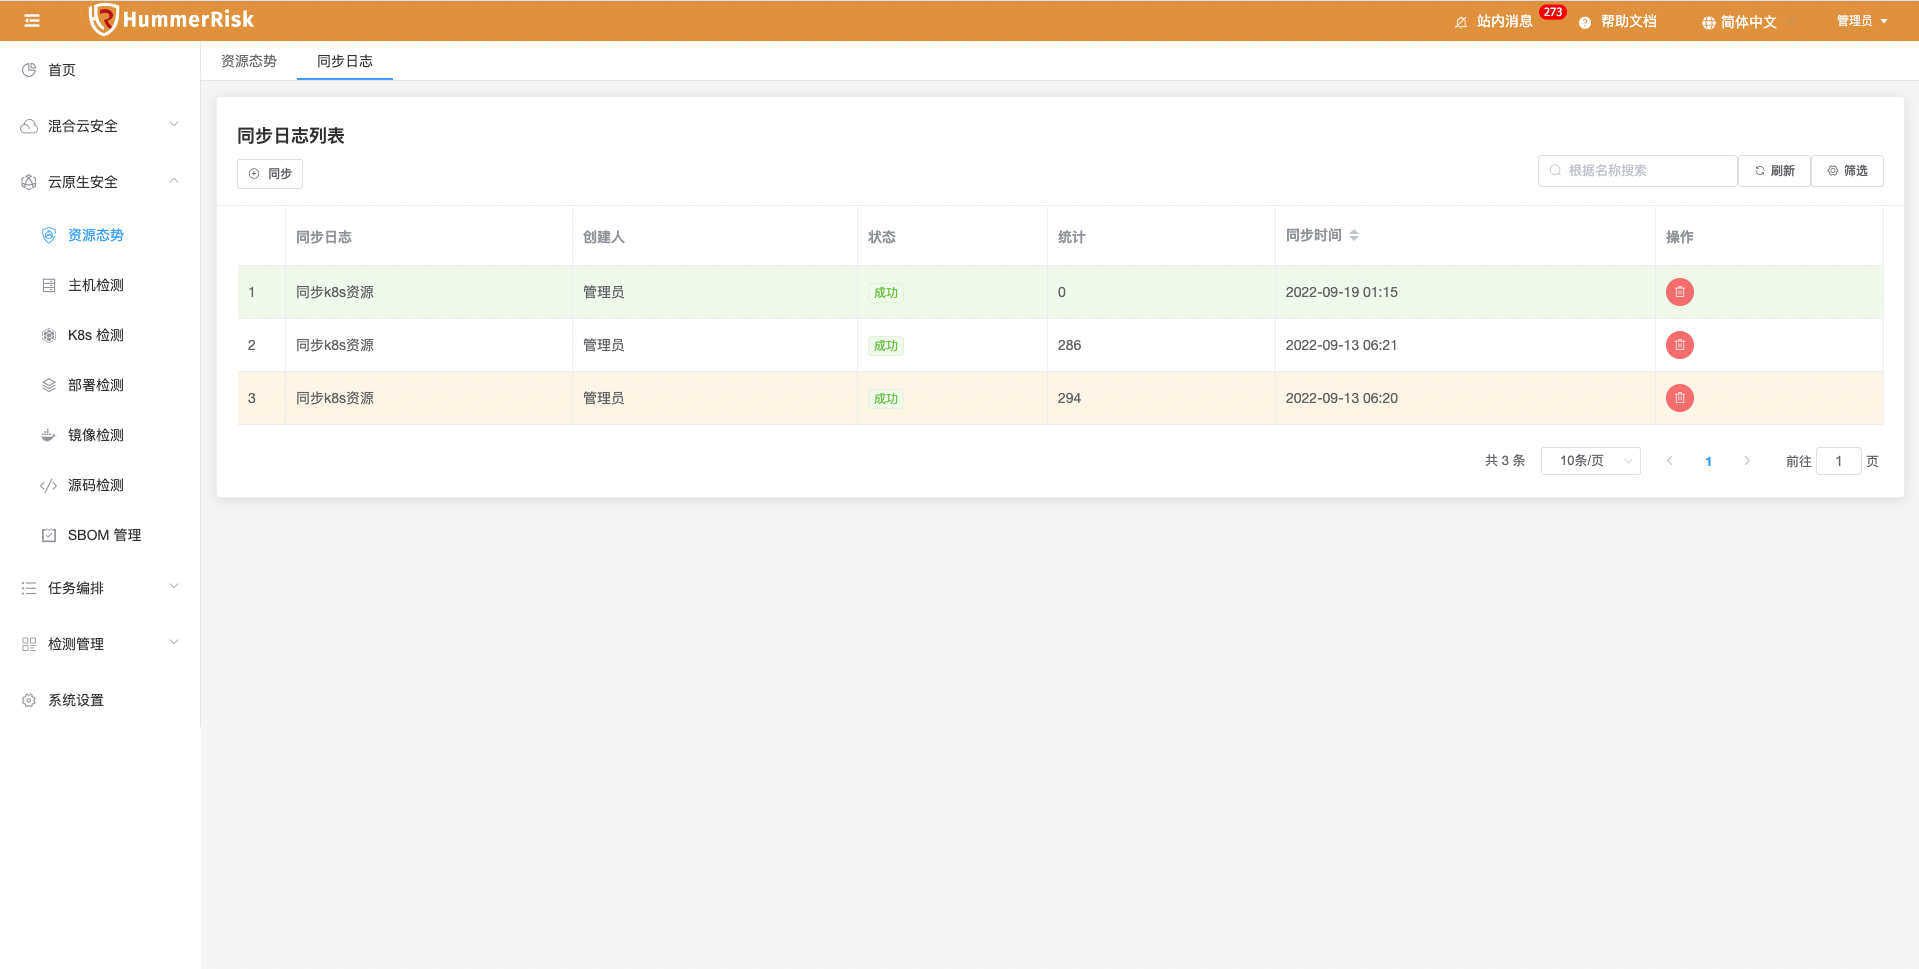 HummerRisk
站内消息 273 帮助文档 简体中文 管理员
首页
混合云安全
云原生安全
资源态势
主机检测
K8s 检测
部署检测
镜像检测
源码检测
SBOM 管理
任务编排
检测管理
系统设置
资源态势 同步日志
同步日志列表
同步 根据名称搜索 刷新 筛选
同步日志 创建人 状态 统计 同步时间 操作
1 同步k8s资源 管理员 成功 0 2022-09-19 01:15
2 同步k8s资源 管理员 成功 286 2022-09-13 06:21
3 同步k8s资源 管理员 成功 294 2022-09-13 06:20
共 3 条 10条/页 1 前往 1 页